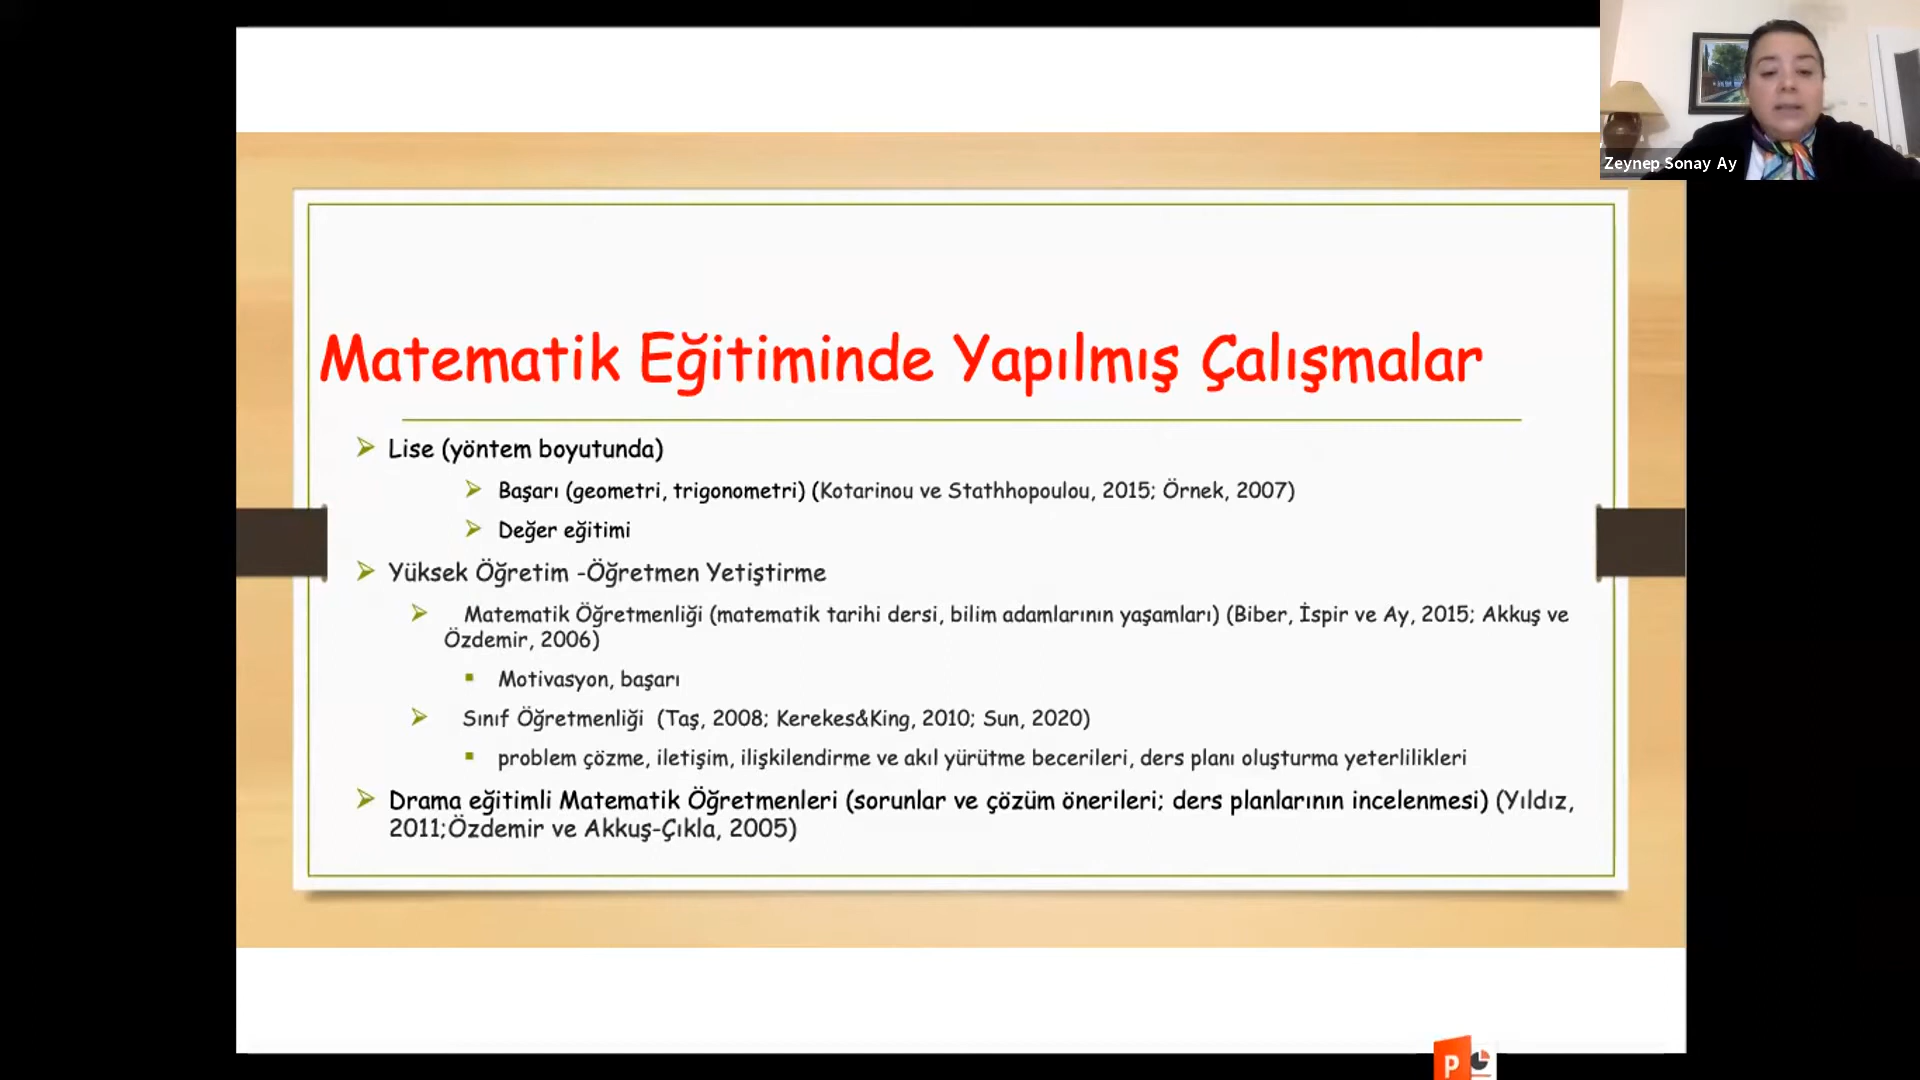 Zeynep Sonay Ay
Matematik Eğitiminde Yapılmış Çalışmalar
Lise (yöntem boyutunda)
Başarı (geometri, trigonometri) (Kotarinou ve Stathhopoulou, 2015; Örnek, 2007)
Değer eğitimi
Yüksek Öğretim -Öğretmen Yetiştirme
Matematik Öğretmenliği (matematik tarihi dersi, bilim adamlarının yaşamları) (Biber, İspir ve Ay, 2015; Akkuş ve
Özdemir, 2006)
Motivasyon, başarı
Sınıf Öğretmenliği (Taş, 2008; Kerekes&King, 2010; Sun, 2020)
problem çözme, iletişim, ilişkilendirme ve akıl yürütme becerileri, ders planı oluşturma yeterlilikleri
Drama eğitimli Matematik Öğretmenleri (sorunlar ve çözüm önerileri; ders planlarının incelenmesi) (Yıldız,
2011;Özdemir ve Akkuş-Çıkla, 2005)
P